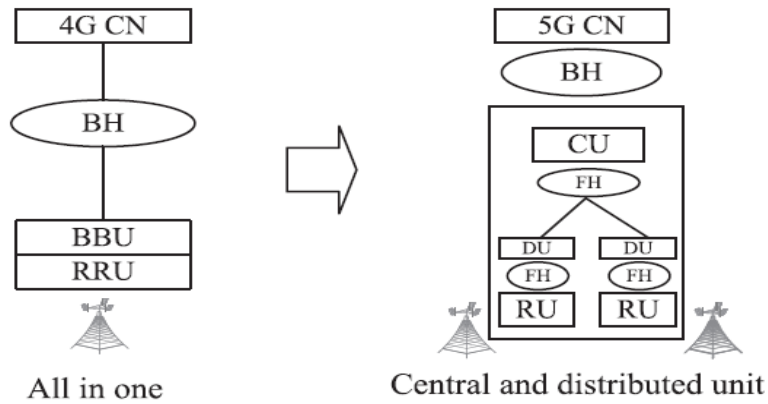 4G CN
BH
BBU
RRU
All in one
5G CN
BH
CU
FH
DU DU
FH FH
RU RU
Central and distributed unit